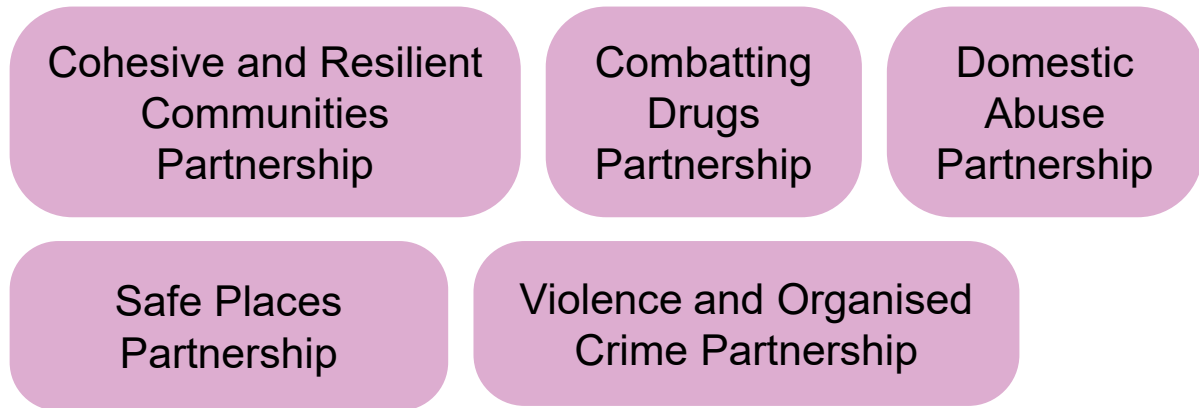 Cohesive and Resilient
Communities
Partnership
Combatting
Drugs
Partnership
Domestic
Abuse
Partnership
Safe Places
Partnership
Violence and Organised
Crime Partnership